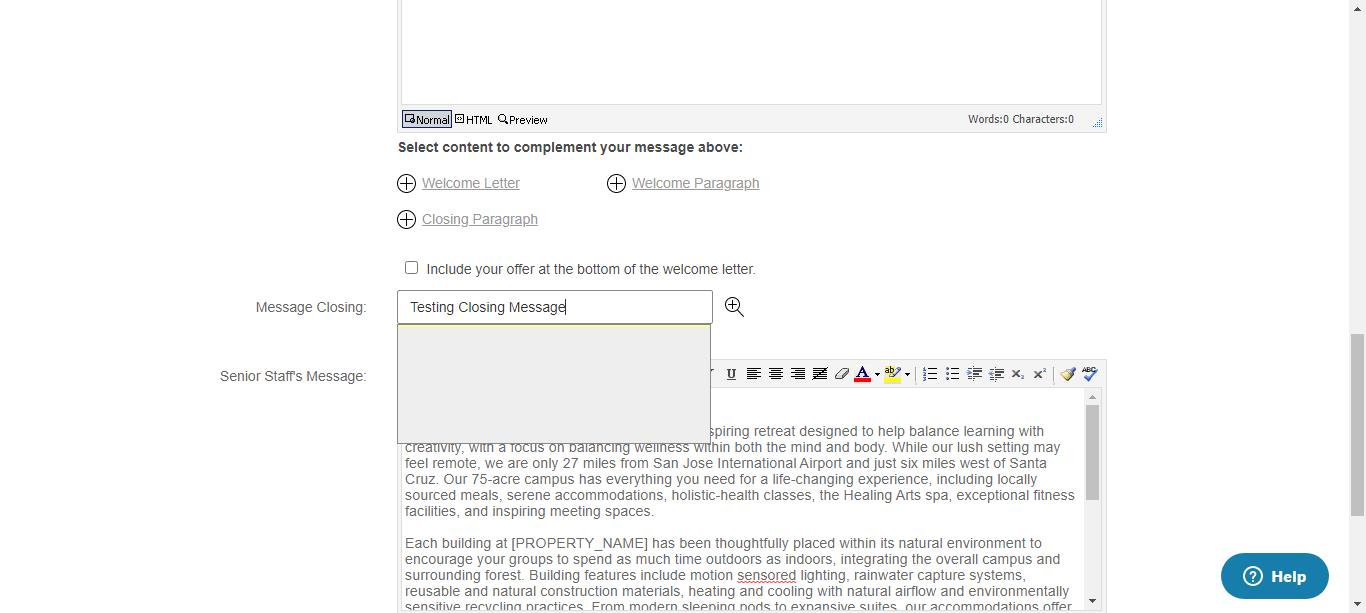 Normal HTML Preview Words:0 Characters:0
Select content to complement your message above:
Welcome Letter Welcome Paragraph
Closing Paragraph
Include your offer at the bottom of the welcome letter.
Message Closing: Testing Closing Message
Senior Staff's Message: U A ab ABC
spiring retreat designed to help balance learning with
creativity, with a focus on balancing wellness within both the mind and body. While our lush setting may
feel remote, we are only 27 miles from San Jose International Airport and just six miles west of Santa
Cruz. Our 75-acre campus has everything you need for a life-changing experience, including locally
sourced meals, serene accommodations, holistic-health classes, the Healing Arts spa, exceptional fitness
facilities, and inspiring meeting spaces.
Each building at [PROPERTY_NAME] has been thoughtfully placed within its natural environment to
encourage your groups to spend as much time outdoors as indoors, integrating the overall campus and
surrounding forest. Building features include motion sensored lighting, rainwater capture systems,
reusable and natural construction materials, heating and cooling with natural airflow and environmentally
sensitive recycling practices. From modern sleeping pods to expansive suites, our accommodations offer
Help